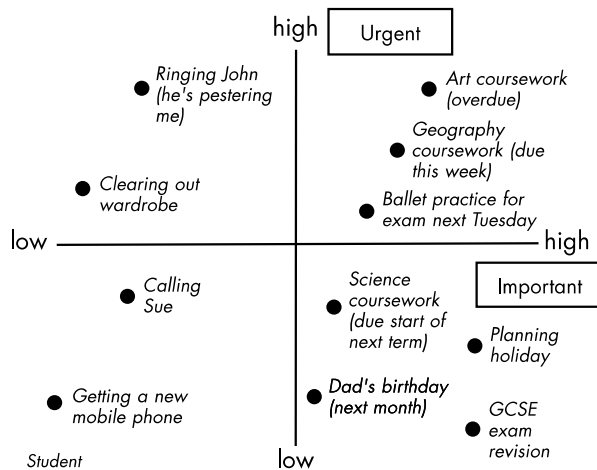 high
Urgent
Ringing John
(he's pestering
me)
Art coursework
(overdue)
Geography
coursework (due
this week)
Clearing out
wardrobe
Ballet practice for
exam next Tuesday
low
high
Calling
Sue
Science
coursework
(due start of
next term)
Important
Planning
holiday
Getting a new
mobile phone
Dad's birthday
(next month)
GCSE
exam
revision
Student
low